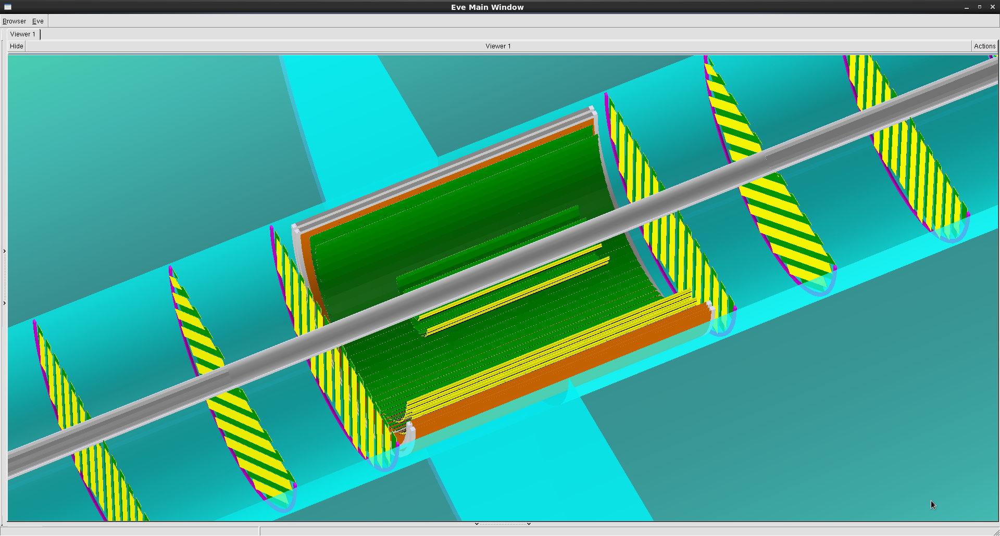 Eve Main Window
Browser Eve
Viewer 1
Hide Viewer 1 Actions